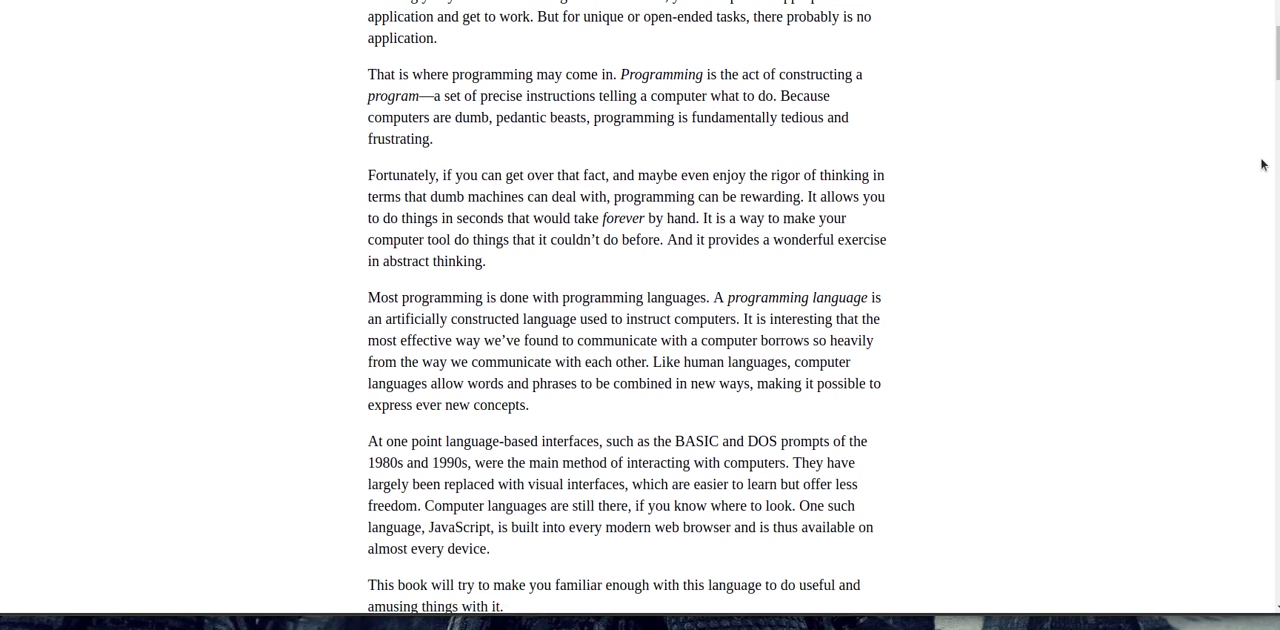 application and get to work. But for unique or open-ended tasks, there probably is no
application.
That is where programming may come in. Programming is the act of constructing a
program—a set of precise instructions telling a computer what to do. Because
computers are dumb, pedantic beasts, programming is fundamentally tedious and
frustrating.
Fortunately, if you can get over that fact, and maybe even enjoy the rigor of thinking in
terms that dumb machines can deal with, programming can be rewarding. It allows you
to do things in seconds that would take forever by hand. It is a way to make your
computer tool do things that it couldn’t do before. And it provides a wonderful exercise
in abstract thinking.
Most programming is done with programming languages. A programming language is
an artificially constructed language used to instruct computers. It is interesting that the
most effective way we’ve found to communicate with a computer borrows so heavily
from the way we communicate with each other. Like human languages, computer
languages allow words and phrases to be combined in new ways, making it possible to
express ever new concepts.
At one point language-based interfaces, such as the BASIC and DOS prompts of the
1980s and 1990s, were the main method of interacting with computers. They have
largely been replaced with visual interfaces, which are easier to learn but offer less
freedom. Computer languages are still there, if you know where to look. One such
language, JavaScript, is built into every modern web browser and is thus available on
almost every device.
This book will try to make you familiar enough with this language to do useful and
amusing things with it.